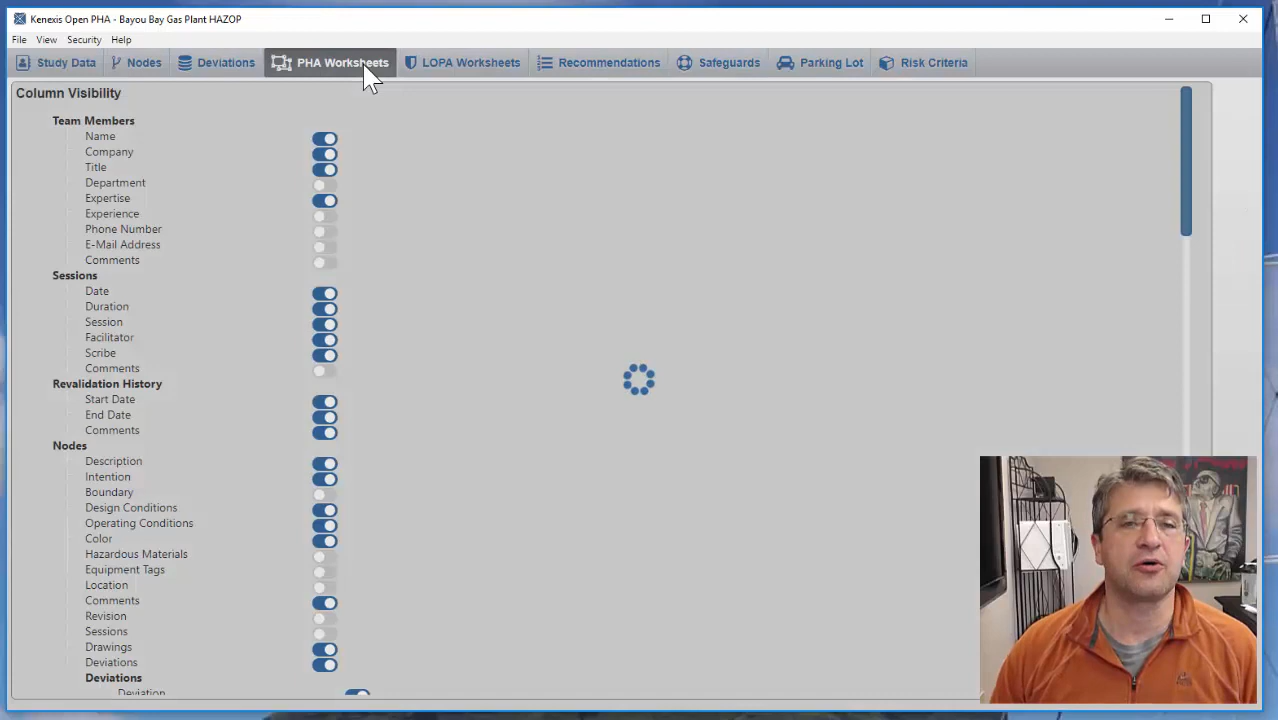 Kenexis Open PHA - Bayou Bay Gas Plant HAZOP
File View Security Help
Study Data Nodes Deviations PHA Worksheets LOPA Worksheets Recommendations Safeguards Parking Lot Risk Criteria
Column Visibility
Team Members
Name
Company
Title
Department
Expertise
Experience
Phone Number
E-Mail Address
Comments
Sessions
Date
Duration
Session
Facilitator
Scribe
Comments
Revalidation History
Start Date
End Date
Comments
Nodes
Description
Intention
Boundary
Design Conditions
Operating Conditions
Color
Hazardous Materials
Equipment Tags
Location
Comments
Revision
Sessions
Drawings
Deviations
Deviations
Deviation